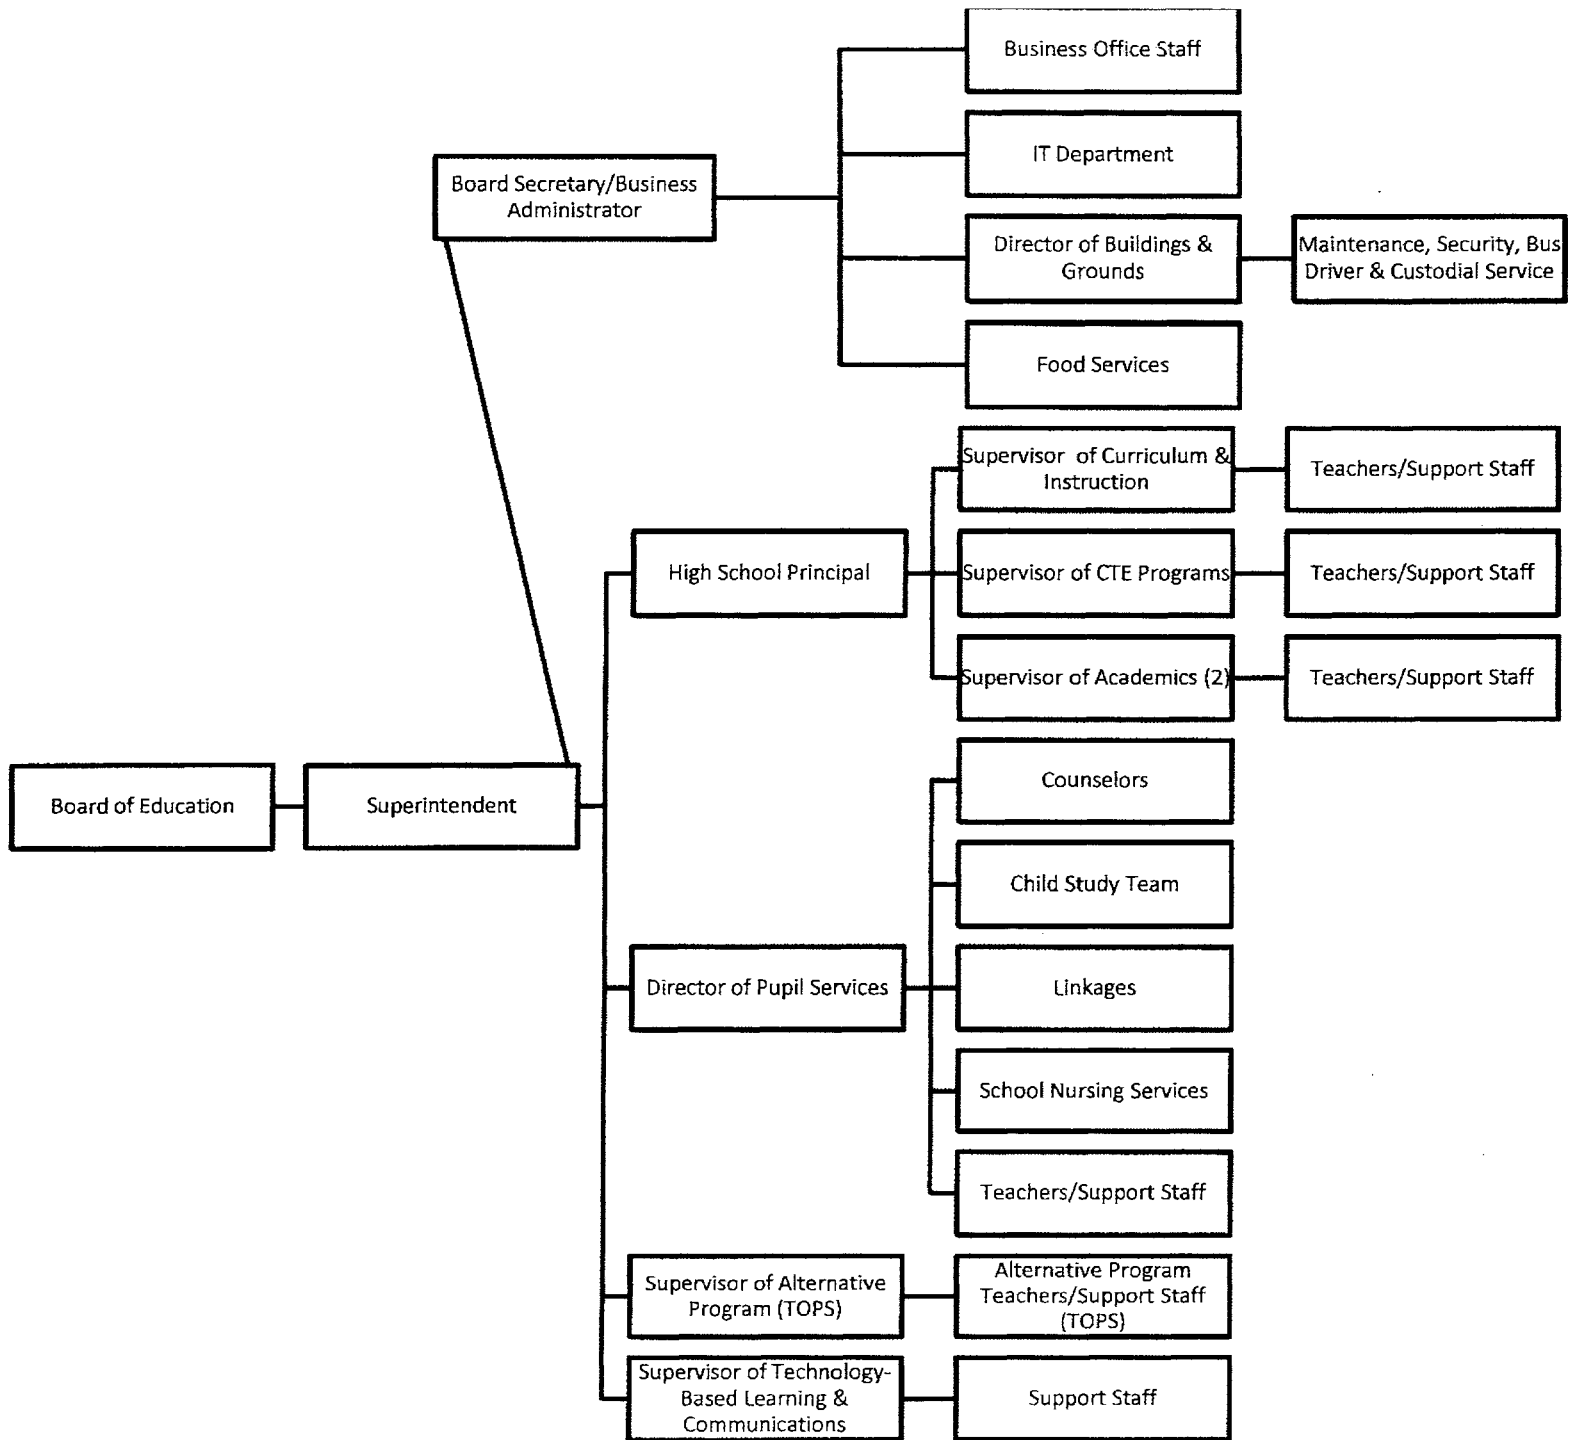 Business Office Staff
IT Department
Board Secretary/Business
Administrator
Director of Buildings &
Grounds
Maintenance, Security, Bus
Driver & Custodial Service
Food Services
Supervisor of Curriculum &
Instruction
Teachers/Support Staff
High School Principal
Supervisor of CTE Programs
Teachers/Support Staff
Supervisor of Academics (2)
Teachers/Support Staff
Board of Education
Superintendent
Counselors
Child Study Team
Director of Pupil Services
Linkages
School Nursing Services
Teachers/Support Staff
Supervisor of Alternative
Program (TOPS)
Alternative Program
Teachers/Support Staff
(TOPS)
Supervisor of Technology-
Based Learning &
Communications
Support Staff